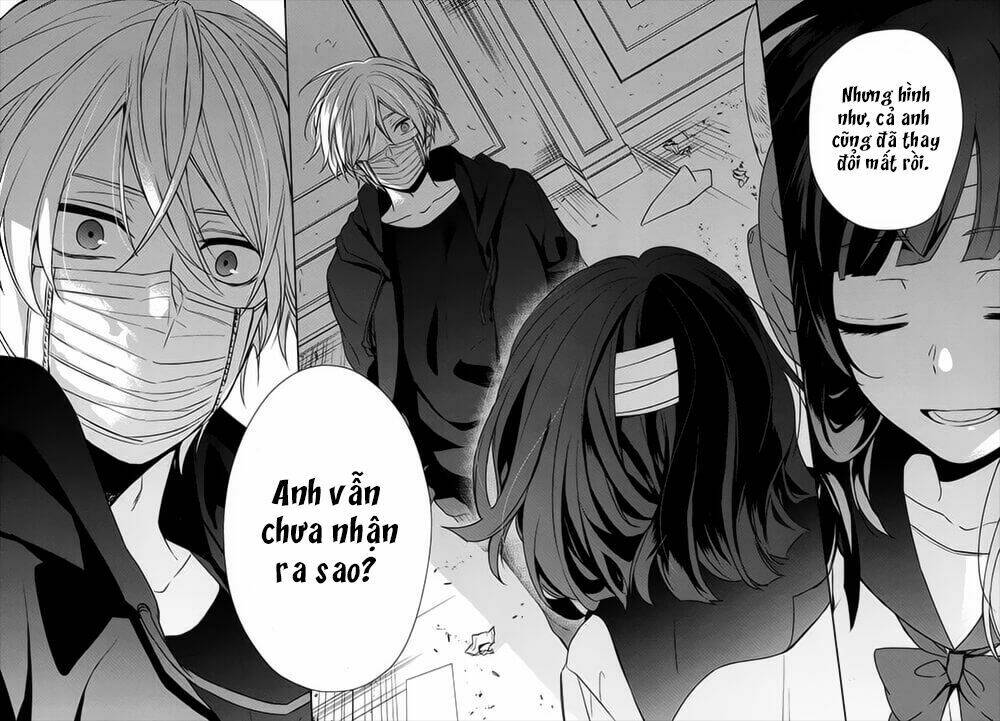 Nhưng hình
như, cả anh
cũng đã thay
đổi mất rồi.
Anh vẫn
chưa nhận
ra sao?